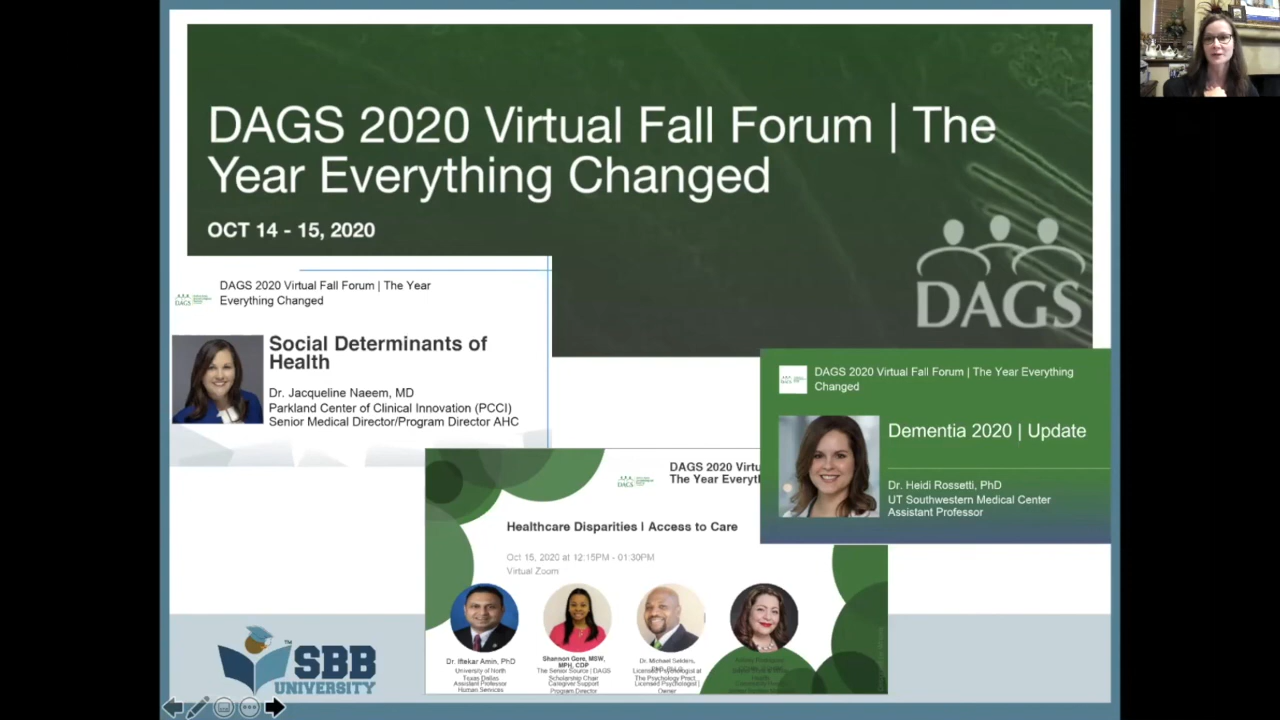 DAGS 2020 Virtual Fall Forum | The
Year Everything Changed
OCT 14 - 15, 2020
DAGS
DAGS 2020 Virtual Fall Forum | The Year
Everything Changed
DAGS
Social Determinants of
Health
Dr. Jacqueline Naeem, MD
Parkland Center of Clinical Innovation (PCCI)
Senior Medical Director/Program Director AHC
DAGS 2020 Virtual Fall Forum | The Year Everything
Changed
Dementia 2020 | Update
Dr. Heidi Rossetti, PhD
UT Southwestern Medical Center
Assistant Professor
DAGS 2020 Virtu
The Year Everyt
DAGS
Healthcare Disparities | Access to Care
Oct 15, 2020 at 12:15PM - 01:30PM
Virtual Zoom
Dr. Iftekar Amin, PhD
University of North
Texas Dallas
Assistant Professor
Human Services
Shannon Gore, MSW,
MPH, CDP
The Senior Source | DAGS
Scholarship Chair
Caregiver Support
Program Director
Dr. Michael Selders,
Licensed Psychologist at
The Psychology Pract
Licensed Psychologist |
Owner
SBB
UNIVERSITY
TM